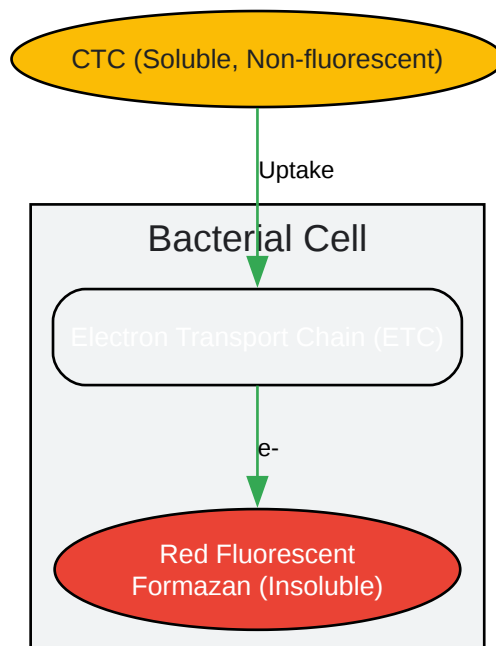 CTC (Soluble, Non-fluorescent)
Uptake
Bacterial Cell
Electron Transport Chain (ETC)
e-
Red Fluorescent
Formazan (Insoluble)